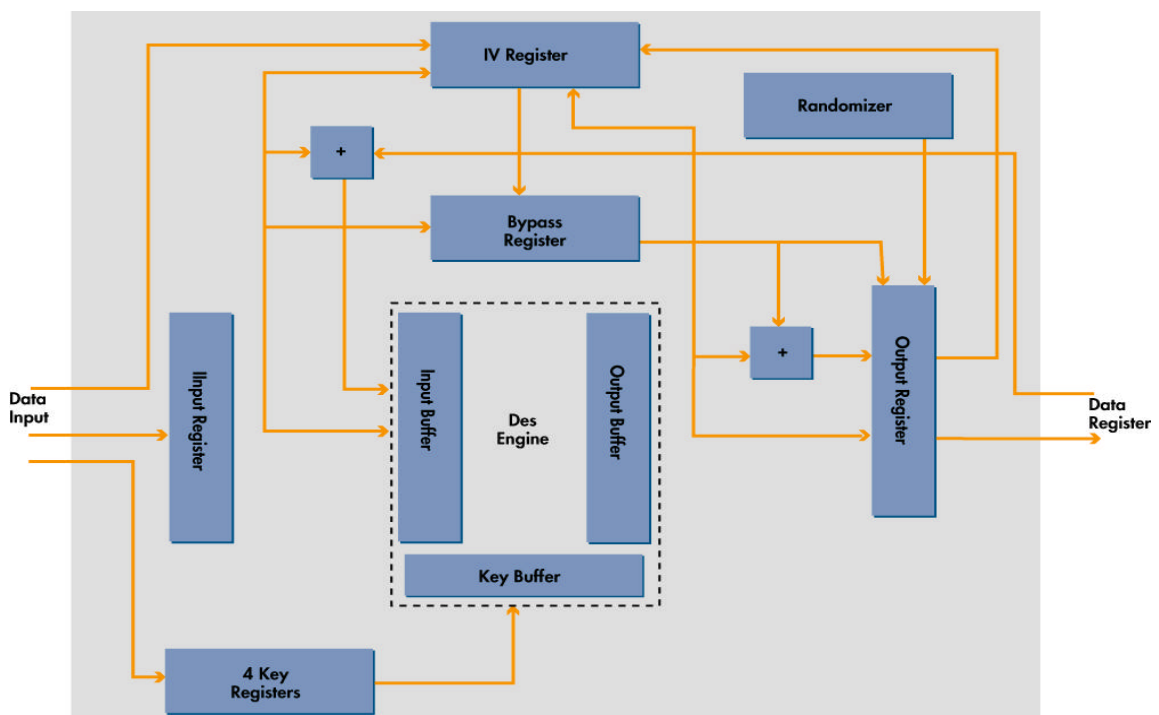 IV Register
Randomizer
+
Bypass
Register
IInput Register
Input Buffer
Des
Engine
Output Buffer
+
Output Register
Data
Input
Data
Register
Key Buffer
4 Key
Registers